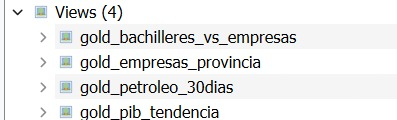 Views (4)
gold_bachilleres_vs_empresas
gold_empresas_provincia
gold_petroleo_30dias
gold_pib_tendencia